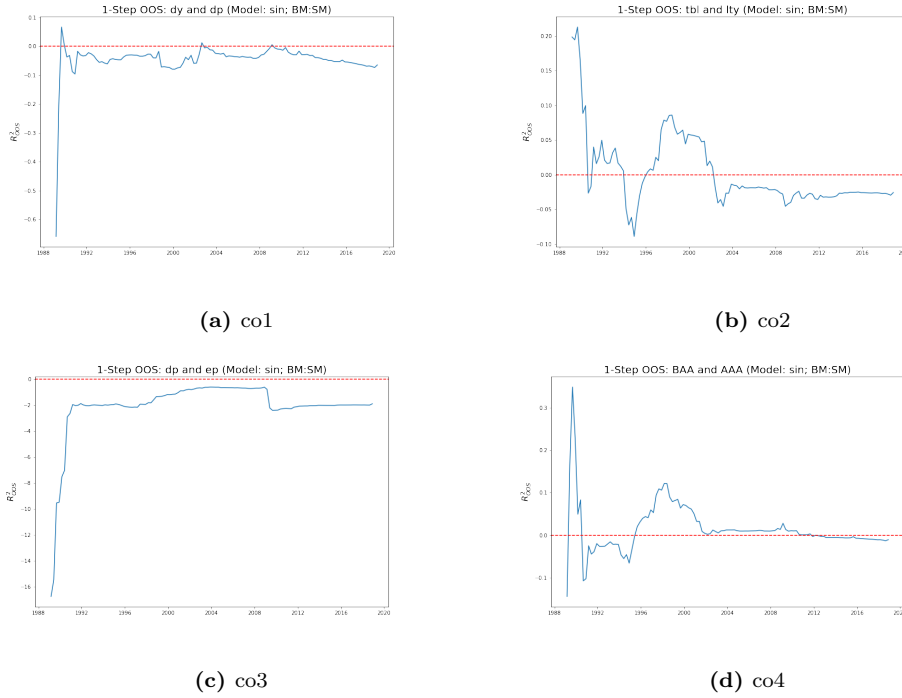 1-Step OOS: dy and dp (Model: sin; BM:SM)
0.1
0.0
−0.1
−0.2
−0.3
−0.4
−0.5
−0.6
R²OOS
1988 1992 1996 2000 2004 2008 2012 2016 2020
(a) co1
1-Step OOS: tbl and lty (Model: sin; BM:SM)
0.20
0.15
0.10
0.05
0.00
−0.05
−0.10
R²OOS
1988 1992 1996 2000 2004 2008 2012 2016 2020
(b) co2
1-Step OOS: dp and ep (Model: sin; BM:SM)
0
−2
−4
−6
−8
−10
−12
−14
−16
R²OOS
1988 1992 1996 2000 2004 2008 2012 2016 2020
(c) co3
1-Step OOS: BAA and AAA (Model: sin; BM:SM)
0.3
0.2
0.1
0.0
−0.1
R²OOS
1988 1992 1996 2000 2004 2008 2012 2016 2020
(d) co4